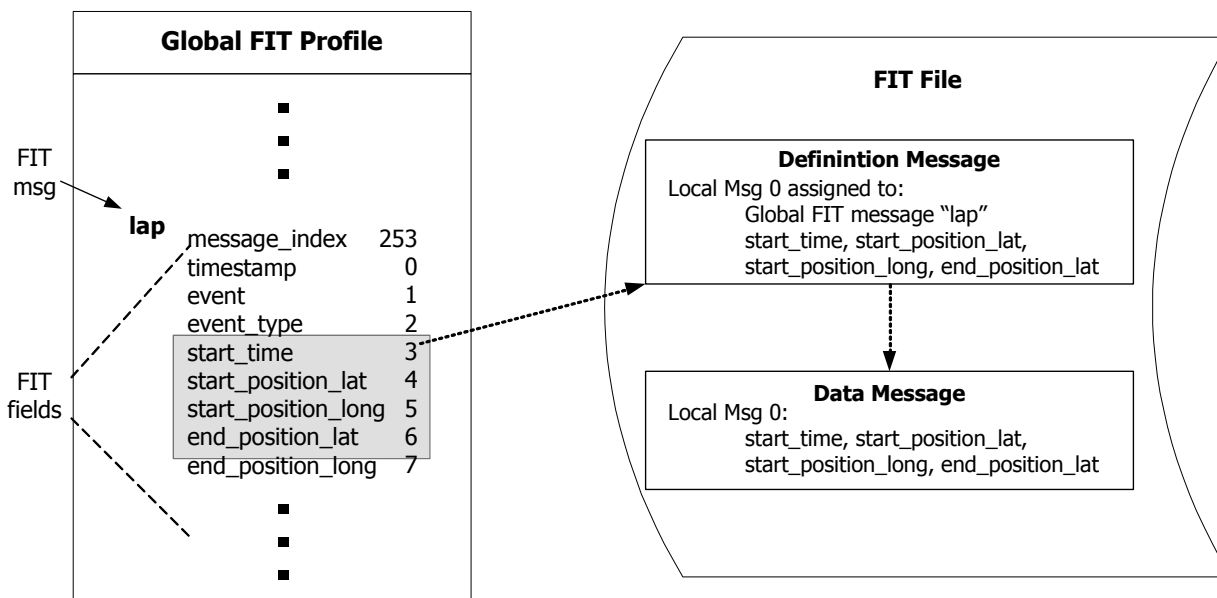 Global FIT Profile
FIT
msg
lap
message_index 253
timestamp 0
event 1
event_type 2
start_time 3
start_position_lat 4
start_position_long 5
end_position_lat 6
end_position_long 7
FIT
fields
FIT File
Definintion Message
Local Msg 0 assigned to:
Global FIT message “lap”
start_time, start_position_lat,
start_position_long, end_position_lat
Data Message
Local Msg 0:
start_time, start_position_lat,
start_position_long, end_position_lat